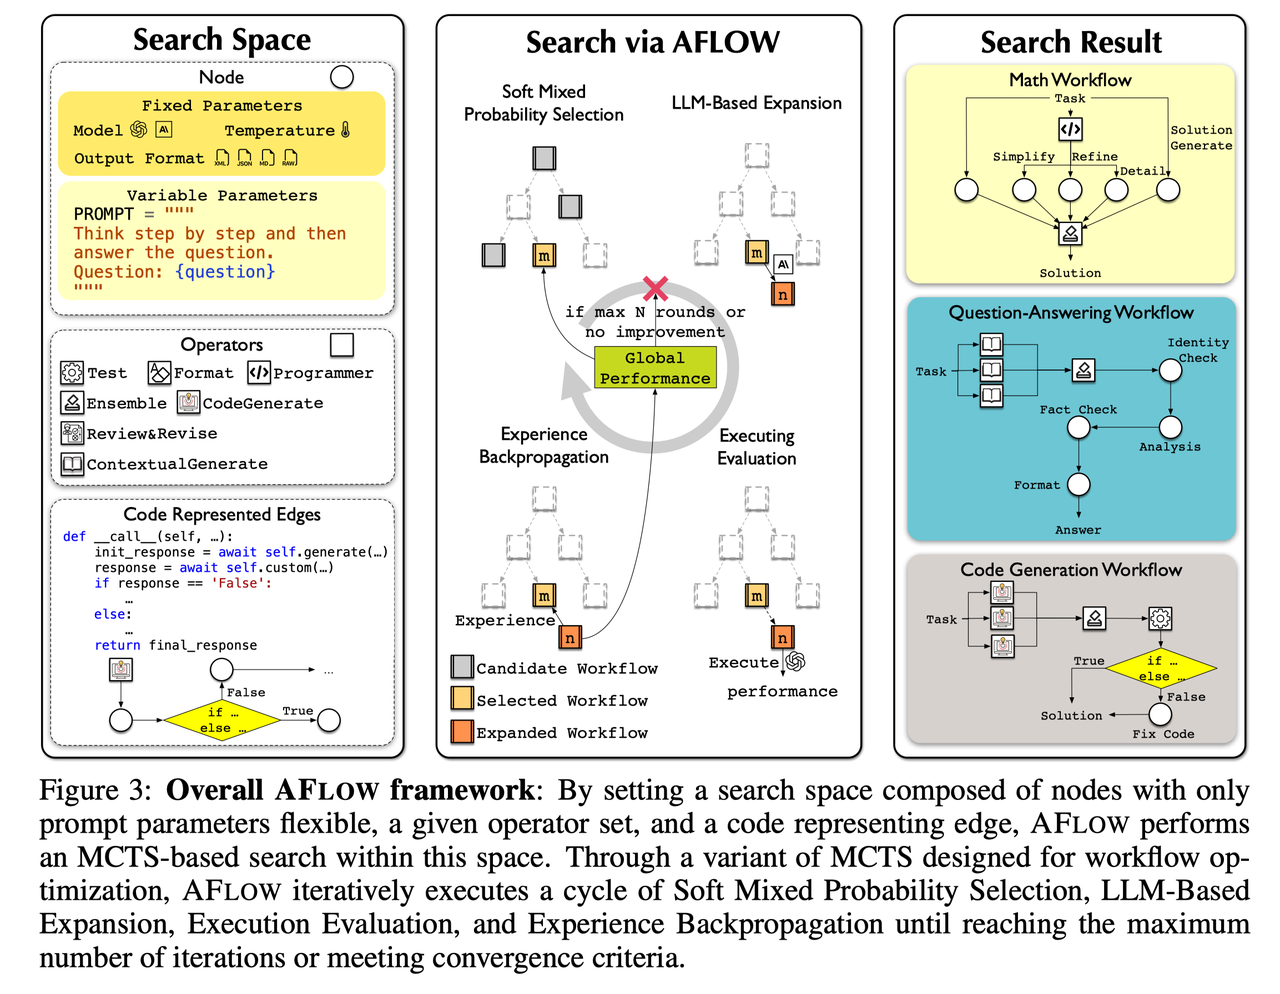 Search Space
Node
Fixed Parameters
Model
Temperature
Output Format XML JSON MD RAW
Variable Parameters
PROMPT = """
Think step by step and then
answer the question.
Question: {question}
"""
Operators
Test Format Programmer
Ensemble CodeGenerate
Review&Revise
ContextualGenerate
Code Represented Edges
def __call__(self, …):
init_response = await self.generate(…)
response = await self.custom(…)
if response == 'False':
…
else:
…
return final_response
…
False
if …
else …
True
Search via AFLOW
Soft Mixed
Probability Selection
m
LLM-Based Expansion
m
n
if max N rounds or
no improvement
Global
Performance
Experience
Backpropagation
m
Experience
n
Executing
Evaluation
m
n
Execute
performance
Candidate Workflow
Selected Workflow
Expanded Workflow
Search Result
Math Workflow
Task
Solution
Generate
Simplify Refine
Detail
Solution
Question-Answering Workflow
Task
Identity
Check
Fact Check
Analysis
Format
Answer
Code Generation Workflow
Task
True
if …
else …
False
Solution
Fix Code
Figure 3: Overall AFLOW framework: By setting a search space composed of nodes with only
prompt parameters flexible, a given operator set, and a code representing edge, AFLOW performs
an MCTS-based search within this space. Through a variant of MCTS designed for workflow op-
timization, AFLOW iteratively executes a cycle of Soft Mixed Probability Selection, LLM-Based
Expansion, Execution Evaluation, and Experience Backpropagation until reaching the maximum
number of iterations or meeting convergence criteria.